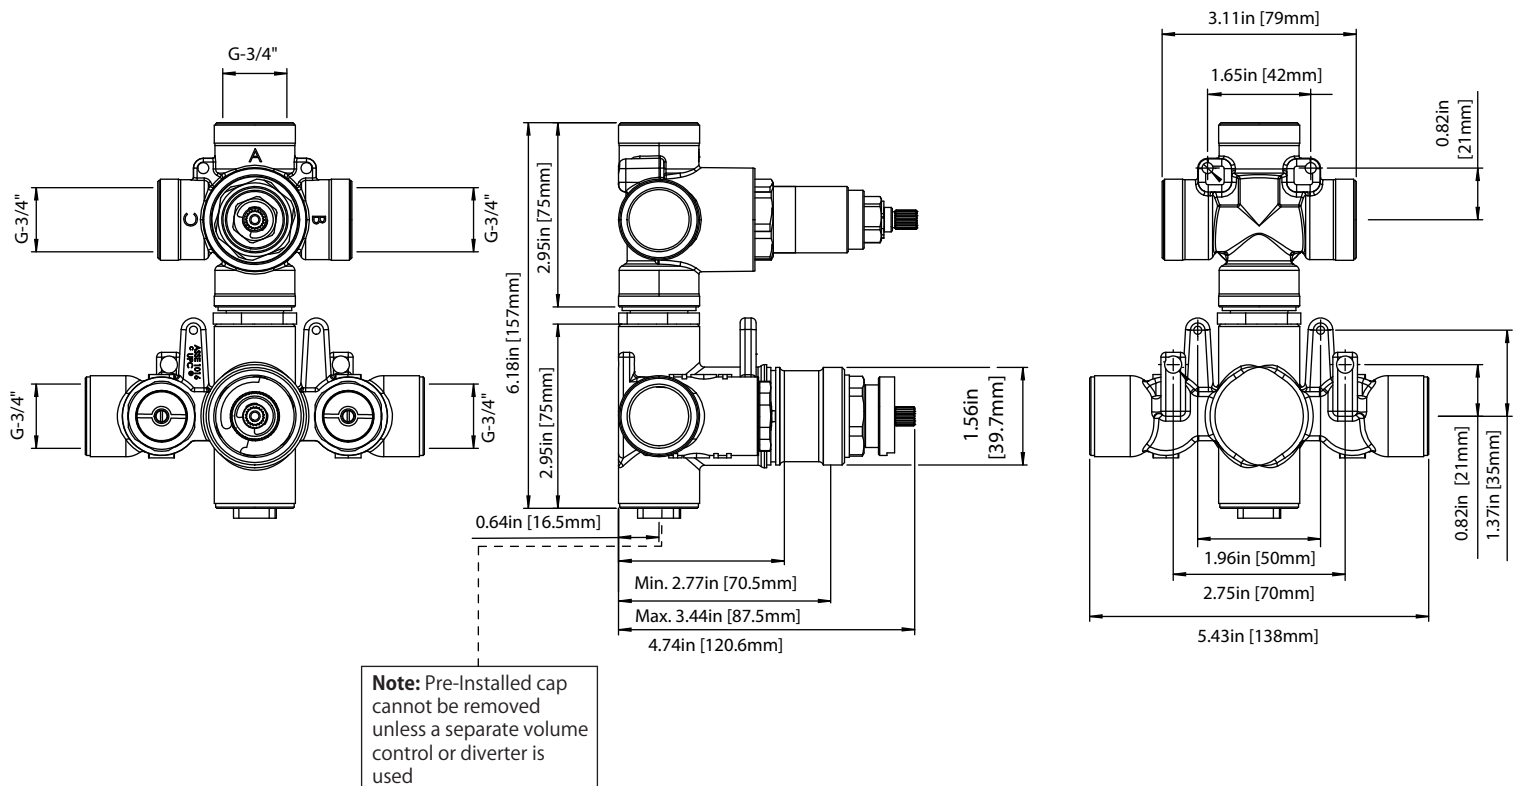 G-3/4"
A
C
B
G-3/4"
G-3/4"
ASSE 1016
c UPC ®
G-3/4"
G-3/4"
6.18in [157mm]
2.95in [75mm]
2.95in [75mm]
1.56in
[39.7mm]
0.64in [16.5mm]
Min. 2.77in [70.5mm]
Max. 3.44in [87.5mm]
4.74in [120.6mm]
Note: Pre-Installed cap
cannot be removed
unless a separate volume
control or diverter is
used
3.11in [79mm]
1.65in [42mm]
0.82in
[21mm]
0.82in [21mm]
1.37in [35mm]
1.96in [50mm]
2.75in [70mm]
5.43in [138mm]